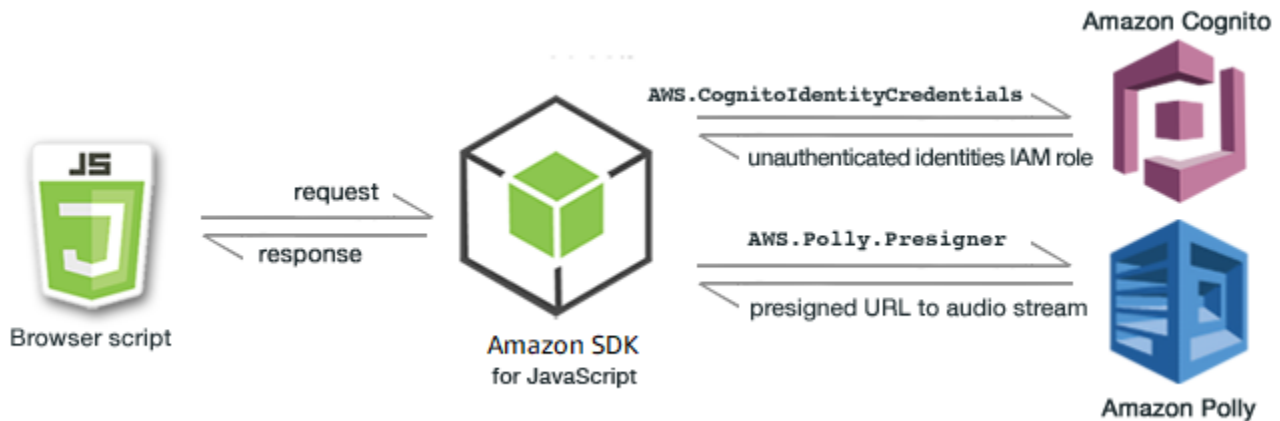 Amazon Cognito
AWS.CognitoIdentityCredentials
unauthenticated identities IAM role
JS
request
response
AWS.Polly.Presigner
presigned URL to audio stream
Browser script
Amazon SDK
for JavaScript
Amazon Polly